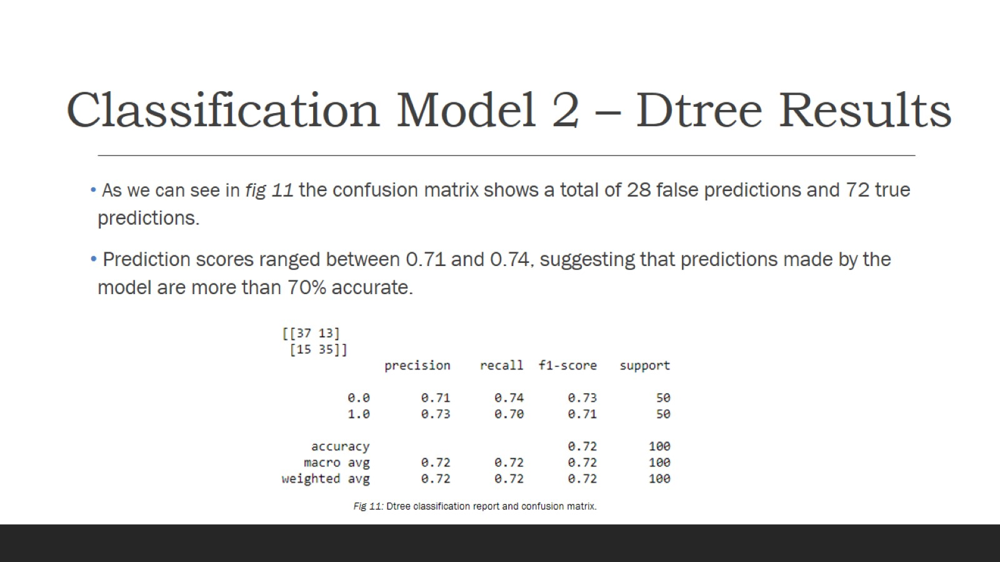 Classification Model 2 – Dtree Results
• As we can see in fig 11 the confusion matrix shows a total of 28 false predictions and 72 true
predictions.
• Prediction scores ranged between 0.71 and 0.74, suggesting that predictions made by the
model are more than 70% accurate.
[[37 13]
[15 35]]
precision recall f1-score support
0.0 0.71 0.74 0.73 50
1.0 0.73 0.70 0.71 50
accuracy 0.72 100
macro avg 0.72 0.72 0.72 100
weighted avg 0.72 0.72 0.72 100
Fig 11: Dtree classification report and confusion matrix.